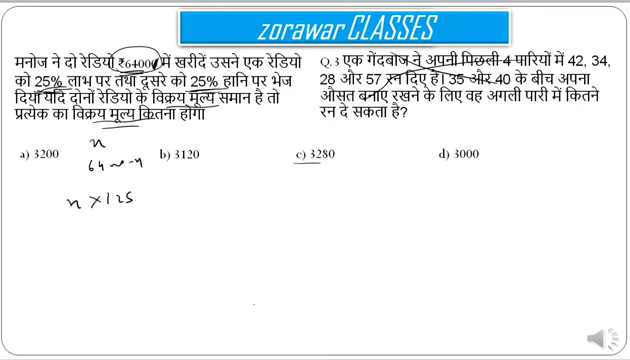 zorawar CLASSES
मनोज ने दो रेडियो ₹64000 में खरीदें उसने एक रेडियो
को 25% लाभ पर तथा दूसरे को 25% हानि पर भेज
दिया यदि दोनों रेडियो के विक्रय मूल्य समान है तो
प्रत्येक का विक्रय मूल्य कितना होगा
Q.3 एक गेंदबाज ने अपनी पिछली 4 पारियों में 42, 34,
28 और 57 रन दिए हैं। 35 और 40 के बीच अपना
औसत बनाए रखने के लिए वह अगली पारी में कितने
रन दे सकता है?
a) 3200 b) 3120 c) 3280 d) 3000
x
x × 125